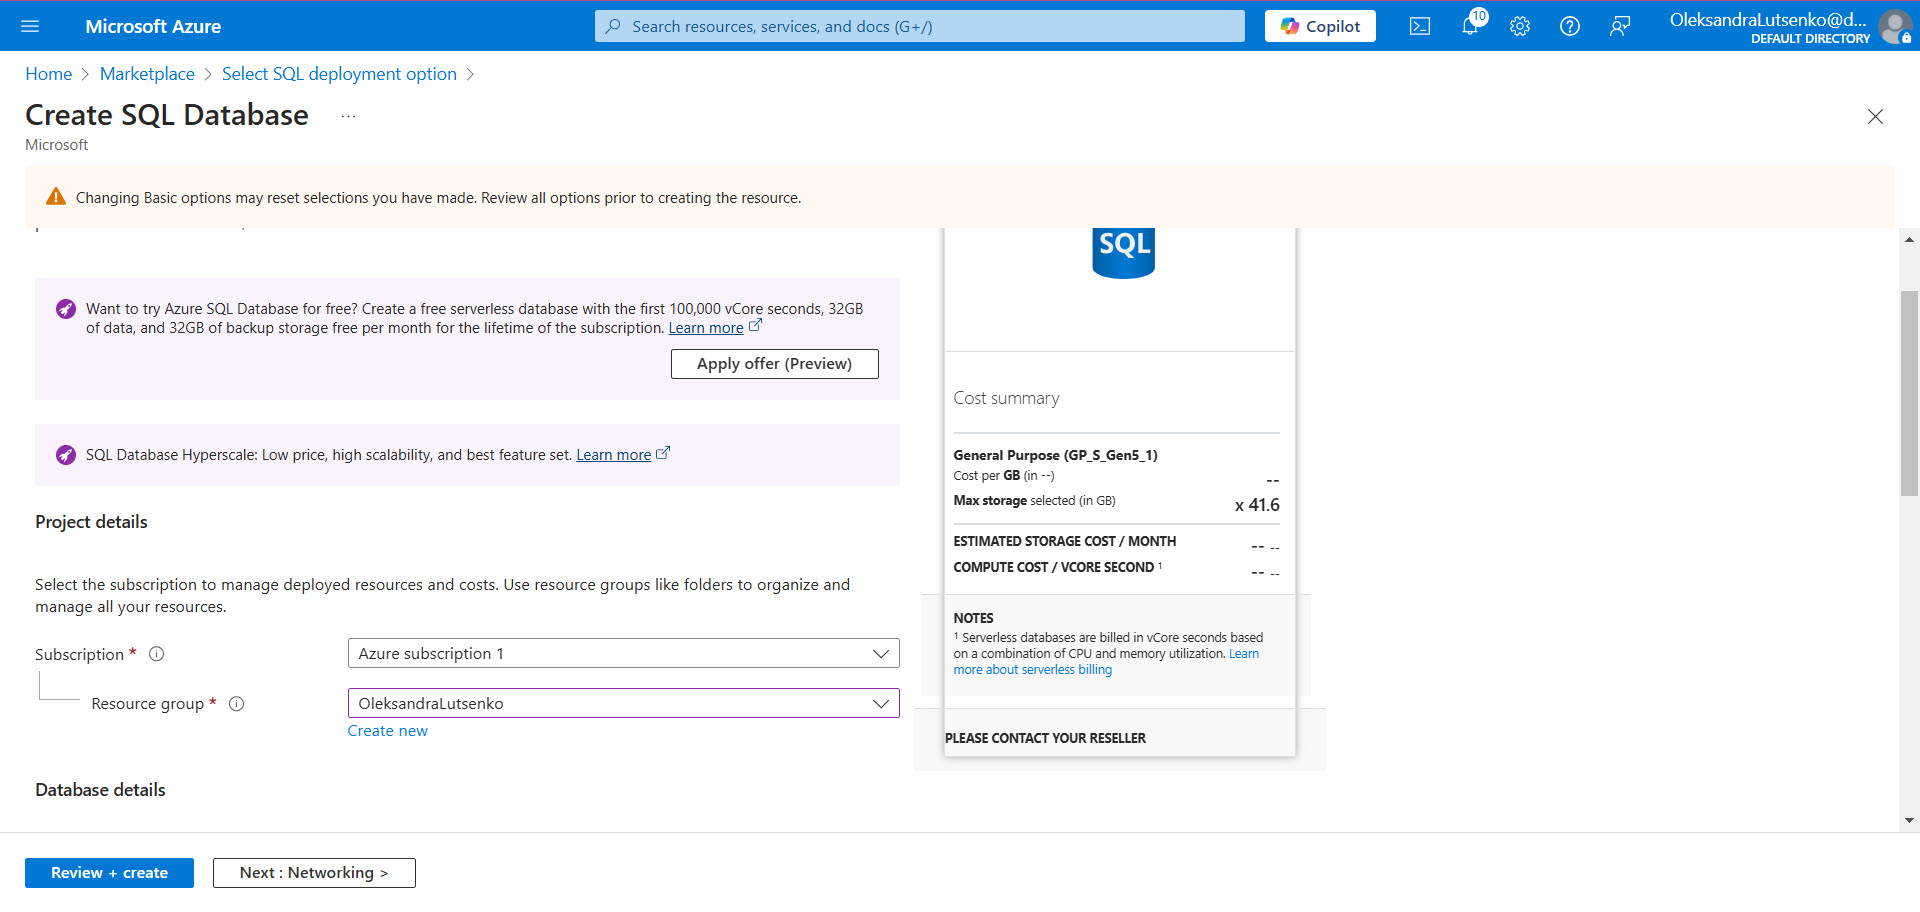 Microsoft Azure
Search resources, services, and docs (G+/)
Copilot
10
OleksandraLutsenko@d...
DEFAULT DIRECTORY
Home > Marketplace > Select SQL deployment option >
Create SQL Database ...
Microsoft
Changing Basic options may reset selections you have made. Review all options prior to creating the resource.
Want to try Azure SQL Database for free? Create a free serverless database with the first 100,000 vCore seconds, 32GB
of data, and 32GB of backup storage free per month for the lifetime of the subscription. Learn more
Apply offer (Preview)
SQL Database Hyperscale: Low price, high scalability, and best feature set. Learn more
Project details
Select the subscription to manage deployed resources and costs. Use resource groups like folders to organize and
manage all your resources.
Subscription *
Azure subscription 1
Resource group *
OleksandraLutsenko
Create new
Database details
SQL
Cost summary
General Purpose (GP_S_Gen5_1)
Cost per GB (in --)
--
Max storage selected (in GB)
x 41.6
ESTIMATED STORAGE COST / MONTH
-- --
COMPUTE COST / VCORE SECOND ¹
-- --
NOTES
¹ Serverless databases are billed in vCore seconds based
on a combination of CPU and memory utilization. Learn
more about serverless billing
PLEASE CONTACT YOUR RESELLER
Review + create
Next : Networking >